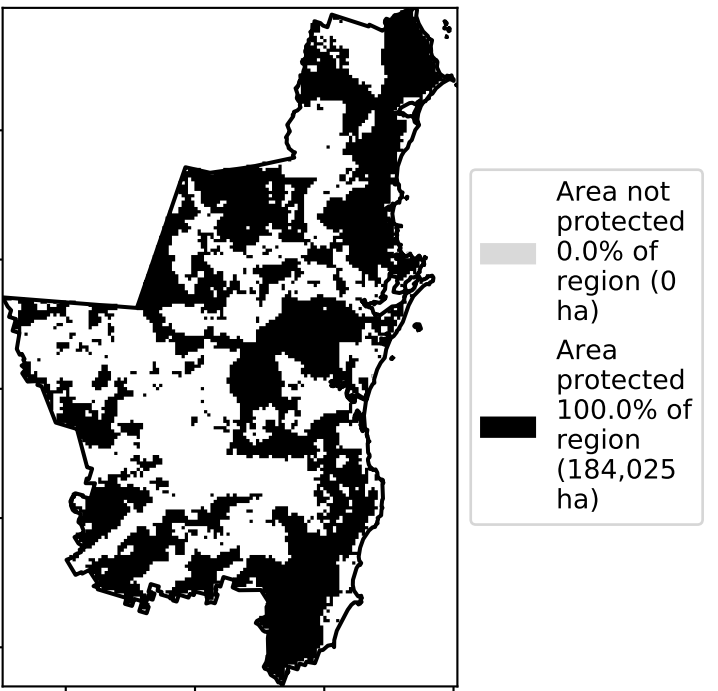 Area not
protected
0.0% of
region (0
ha)
Area
protected
100.0% of
region
(184,025
ha)